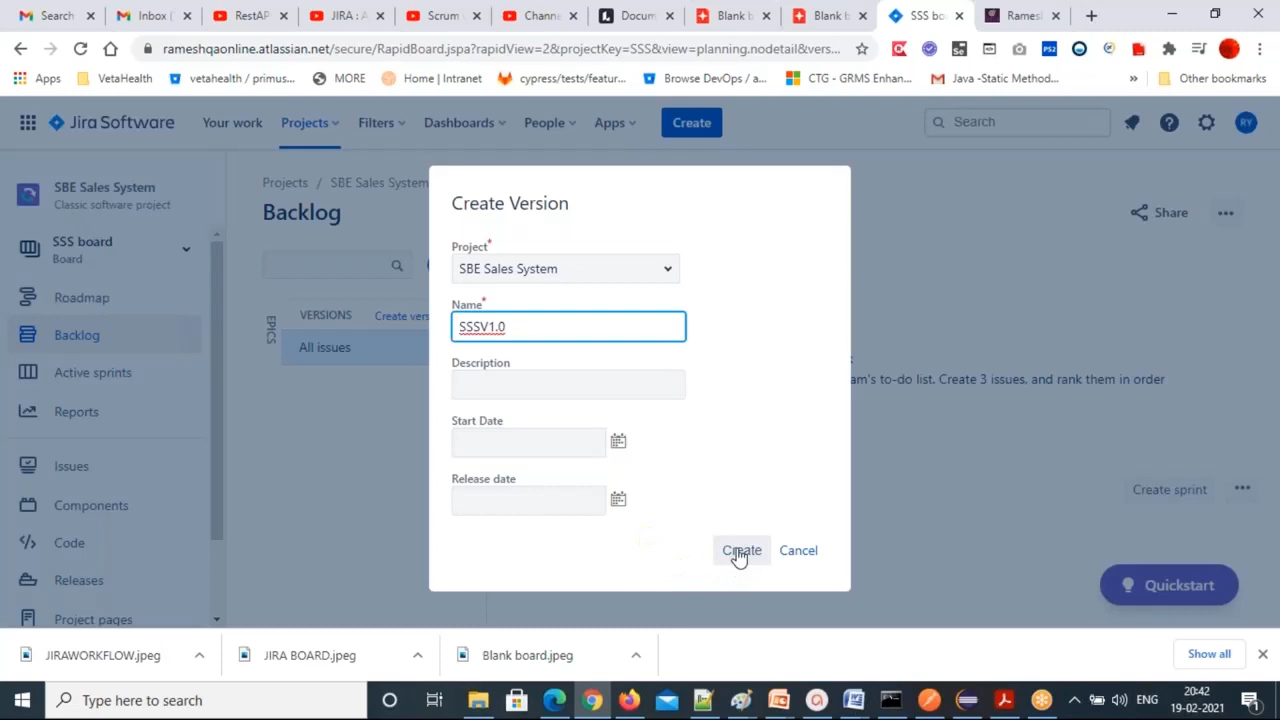 Search
Inbox (
RestAP
JIRA : A
Scrum
Chann
Docum
Blank b
Blank b
SSS bo
Ramesl
rameshqaonline.atlassian.net/secure/RapidBoard.jspa?rapidView=2&projectKey=SSS&view=planning.nodetail&vers...
Apps
VetaHealth
vetahealth / primus...
MORE
Home | Intranet
cypress/tests/featur...
Browse DevOps / a...
CTG - GRMS Enhan...
Java -Static Method...
»
Other bookmarks
Jira Software
Your work
Projects
Filters
Dashboards
People
Apps
Create
Search
RY
SBE Sales System
Classic software project
SSS board
Board
Roadmap
Backlog
Active sprints
Reports
Issues
Components
Code
Releases
Project pages
Projects / SBE Sales System
Backlog
Share
VERSIONS Create vers
EPICS
All issues
am's to-do list. Create 3 issues, and rank them in order
Create sprint
Quickstart
Create Version
Project*
SBE Sales System
Name*
SSSV1.0
Description
Start Date
Release date
Create Cancel
JIRAWORKFLOW.jpeg
JIRA BOARD.jpeg
Blank board.jpeg
Show all
Type here to search
PS2
ENG
20:42
19-02-2021
1